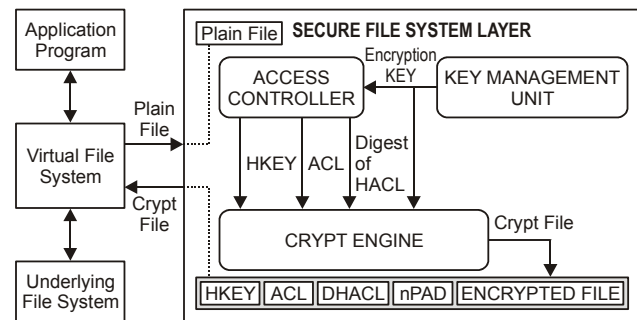 Application
Program
Plain File
SECURE FILE SYSTEM LAYER
Encryption
KEY
ACCESS
CONTROLLER
KEY MANAGEMENT
UNIT
Plain
File
Virtual File
System
Crypt
File
HKEY
ACL
Digest
of
HACL
CRYPT ENGINE
Crypt File
Underlying
File System
HKEY
ACL
DHACL
nPAD
ENCRYPTED FILE